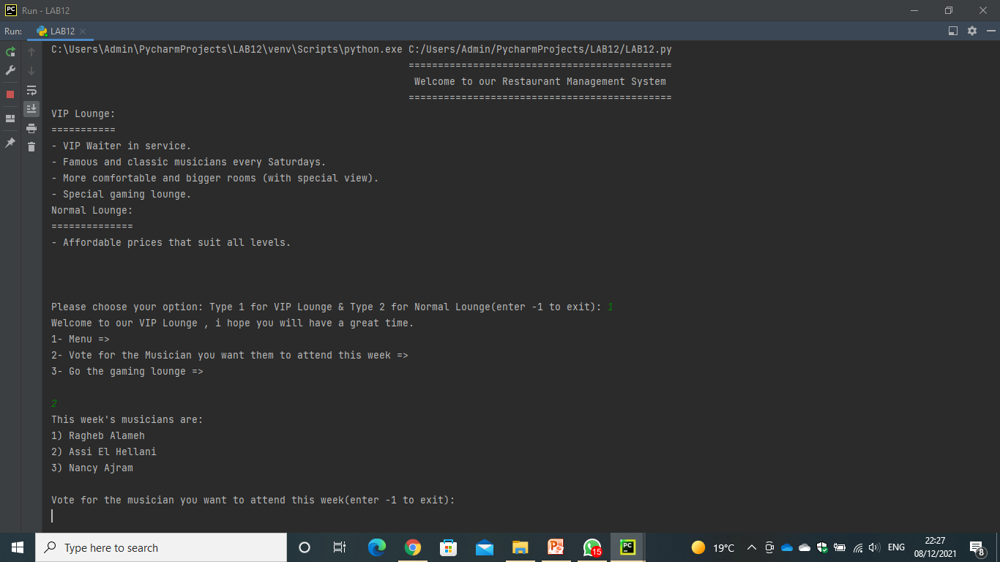 PC Run - LAB12
Run: LAB12
C:\Users\Admin\PycharmProjects\LAB12\venv\Scripts\python.exe C:/Users/Admin/PycharmProjects/LAB12/LAB12.py
=============================================
Welcome to our Restaurant Management System
=============================================
VIP Lounge:
===========
- VIP Waiter in service.
- Famous and classic musicians every Saturdays.
- More comfortable and bigger rooms (with special view).
- Special gaming lounge.
Normal Lounge:
==============
- Affordable prices that suit all levels.
Please choose your option: Type 1 for VIP Lounge & Type 2 for Normal Lounge(enter -1 to exit): 1
Welcome to our VIP Lounge , i hope you will have a great time.
1- Menu =>
2- Vote for the Musician you want them to attend this week =>
3- Go the gaming lounge =>
2
This week's musicians are:
1) Ragheb Alameh
2) Assi El Hellani
3) Nancy Ajram
Vote for the musician you want to attend this week(enter -1 to exit):
Type here to search
15
PC
19°C
ENG
22:27
08/12/2021
8